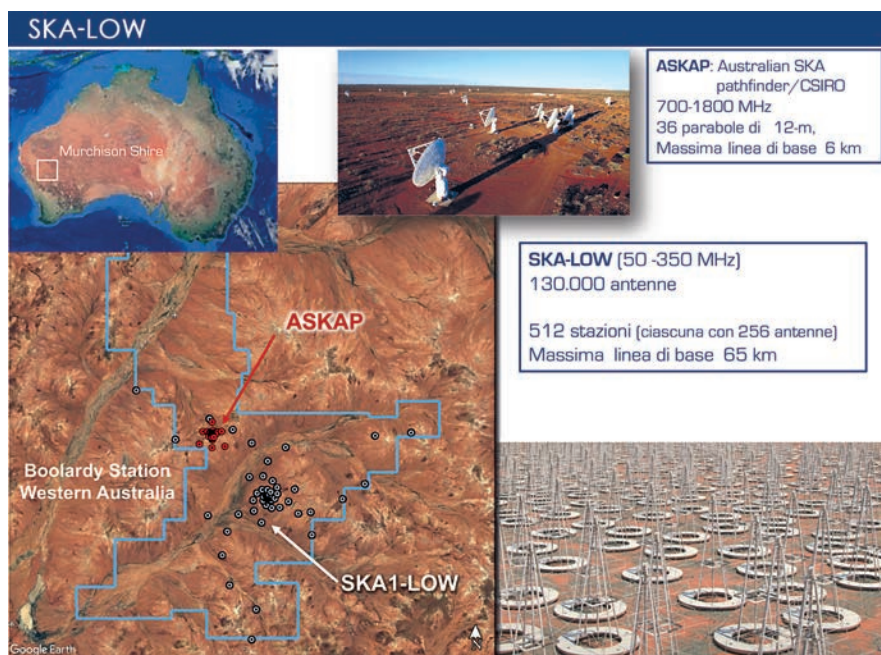 SKA-LOW
Murchison Shire
ASKAP: Australian SKA
pathfinder/CSIRO
700-1800 MHz
36 parabole di 12-m,
Massima linea di base 6 km
SKA-LOW (50 -350 MHz)
130.000 antenne
512 stazioni (ciascuna con 256 antenne)
Massima linea di base 65 km
ASKAP
Boolardy Station
Western Australia
SKA1-LOW
Google Earth
N